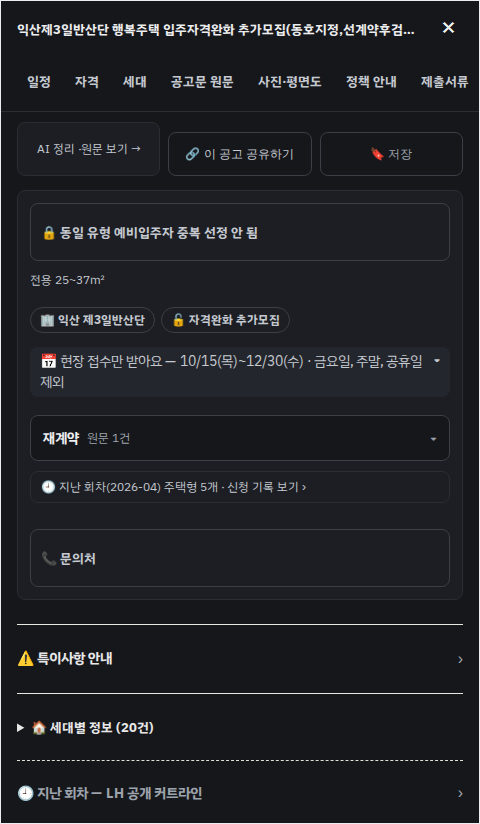 익산제3일반산단 행복주택 입주자격완화 추가모집(동호지정,선계약후검...
✕
일정 자격 세대 공고문 원문 사진·평면도 정책 안내 제출서류
AI 정리 ·원문 보기 →
🔗 이 공고 공유하기
🔖 저장
🔒 동일 유형 예비입주자 중복 선정 안 됨
전용 25~37m²
🏢 익산 제3일반산단
🔓 자격완화 추가모집
📅 현장 접수만 받아요 — 10/15(목)~12/30(수) · 금요일, 주말, 공휴일
제외
재계약 원문 1건
🕘 지난 회차(2026-04) 주택형 5개 · 신청 기록 보기 ›
📞 문의처
⚠️ 특이사항 안내 ›
▶ 🏠 세대별 정보 (20건)
🕘 지난 회차 — LH 공개 커트라인 ›